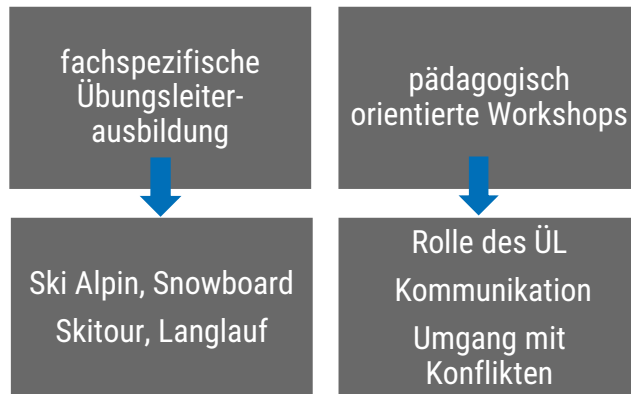 fachspezifische
Übungsleiter-
ausbildung
pädagogisch
orientierte Workshops
Ski Alpin, Snowboard
Skitour, Langlauf
Rolle des ÜL
Kommunikation
Umgang mit
Konflikten